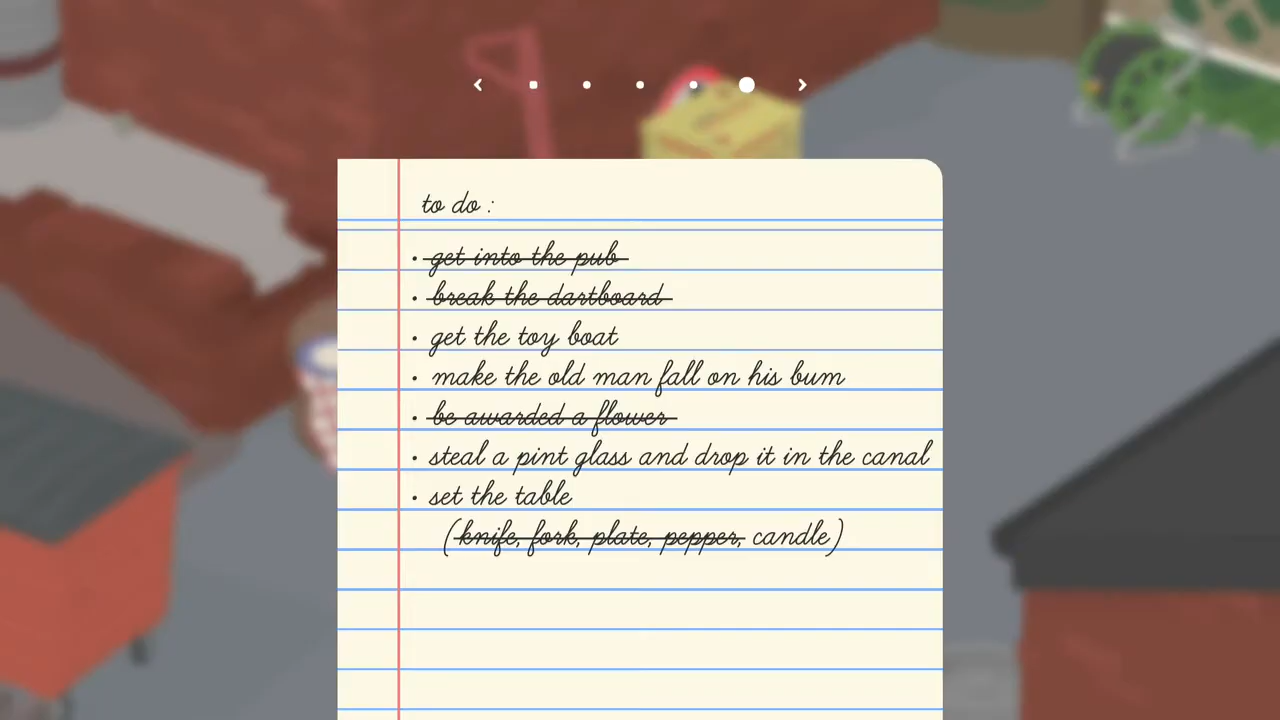 to do :
• get into the pub
• break the dartboard
• get the toy boat
• make the old man fall on his bum
• be awarded a flower
• steal a pint glass and drop it in the canal
• set the table
(knife, fork, plate, pepper, candle)